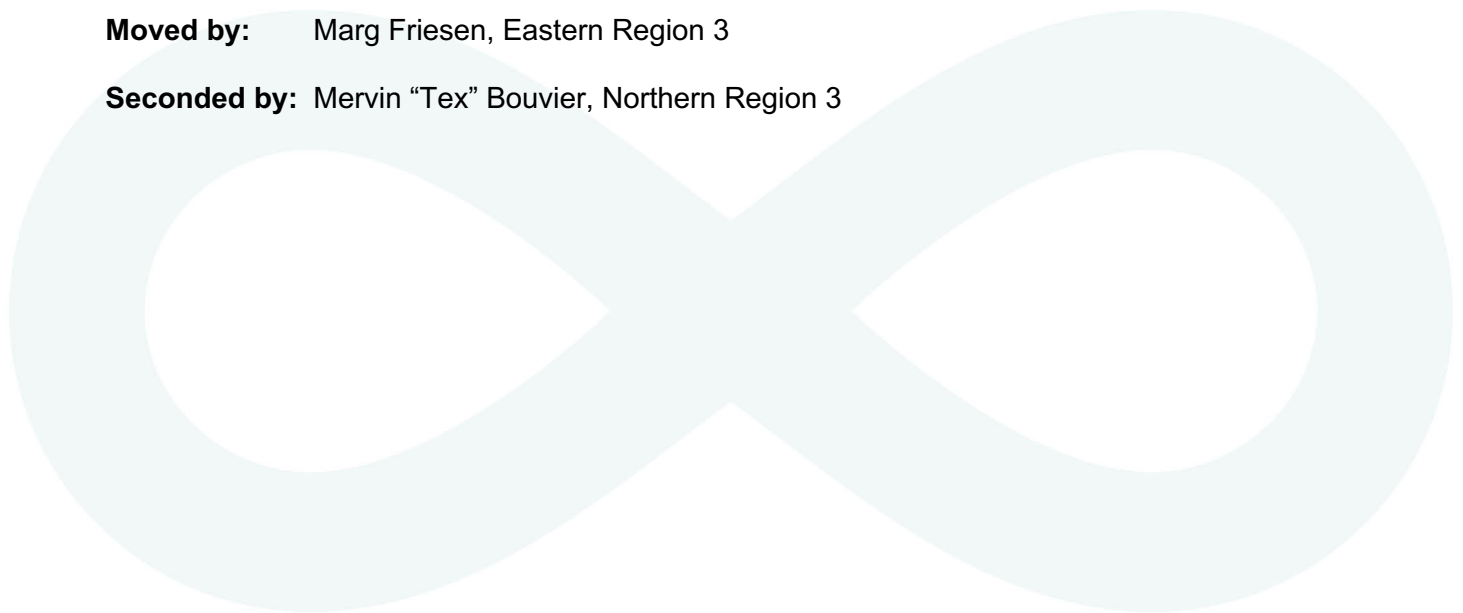 Moved by: Marg Friesen, Eastern Region 3
Seconded by: Mervin “Tex” Bouvier, Northern Region 3